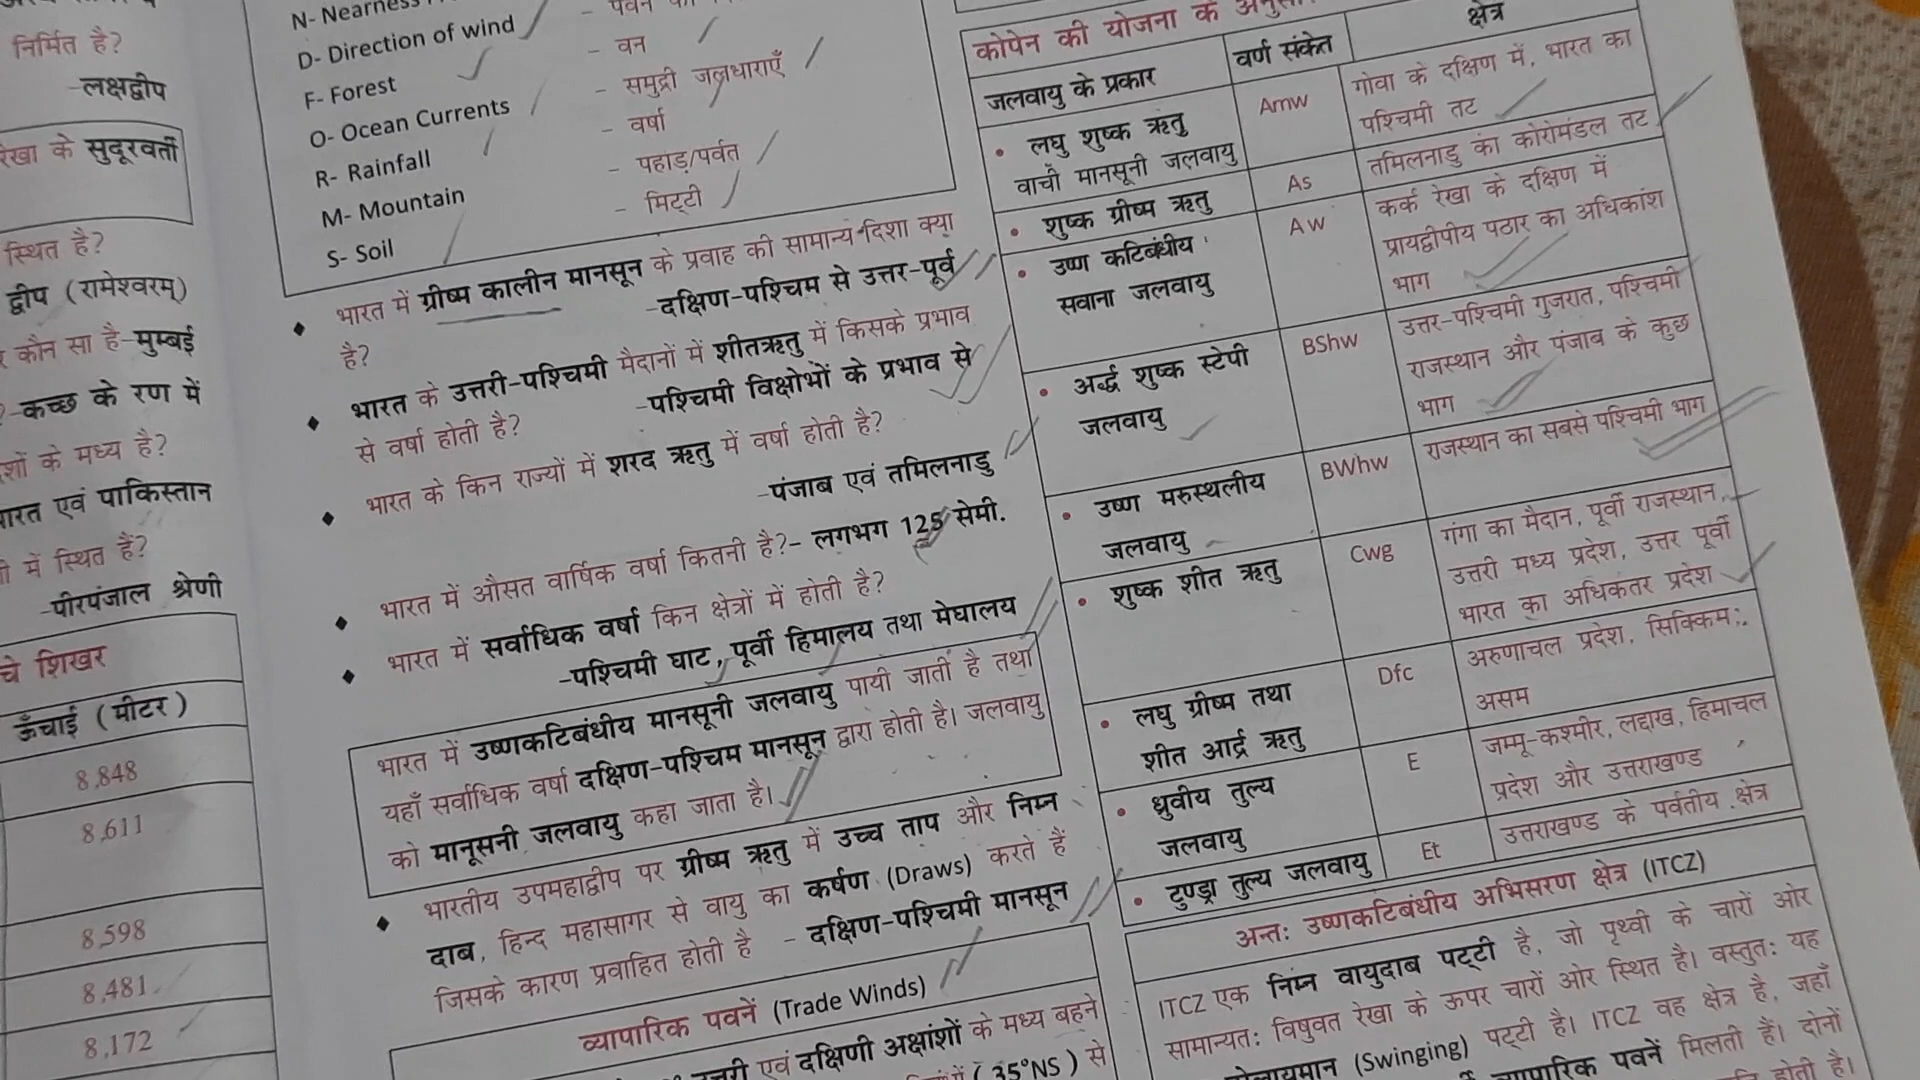 निर्मित है?
-लक्षद्वीप
रेखा के सुदूरवर्ती
स्थित है?
द्वीप (रामेश्वरम्)
कौन सा है-मुम्बई
-कच्छ के रण में
के मध्य है?
एवं पाकिस्तान
में स्थित हैं?
-पीरपंजाल श्रेणी
शिखर
ऊँचाई (मीटर)
8,848
8,611
8,598
8,481
8,172
N- Nearness
D- Direction of wind
F- Forest - वन
O- Ocean Currents - समुद्री जलधाराएँ
R- Rainfall - वर्षा
M- Mountain - पहाड़/पर्वत
S- Soil - मिट्टी
भारत में ग्रीष्म कालीन मानसून के प्रवाह की सामान्य दिशा क्या
है? -दक्षिण-पश्चिम से उत्तर-पूर्व
भारत के उत्तरी-पश्चिमी मैदानों में शीतऋतु में किसके प्रभाव
से वर्षा होती है? -पश्चिमी विक्षोभों के प्रभाव से
भारत के किन राज्यों में शरद ऋतु में वर्षा होती है?
-पंजाब एवं तमिलनाडु
भारत में औसत वार्षिक वर्षा कितनी है?- लगभग 125 सेमी.
भारत में सर्वाधिक वर्षा किन क्षेत्रों में होती है?
-पश्चिमी घाट, पूर्वी हिमालय तथा मेघालय
भारत में उष्णकटिबंधीय मानसूनी जलवायु पायी जाती है तथा
यहाँ सर्वाधिक वर्षा दक्षिण-पश्चिम मानसून द्वारा होती है। जलवायु
को मानूसनी जलवायु कहा जाता है।
भारतीय उपमहाद्वीप पर ग्रीष्म ऋतु में उच्च ताप और निम्न
दाब, हिन्द महासागर से वायु का कर्षण (Draws) करते हैं
जिसके कारण प्रवाहित होती है - दक्षिण-पश्चिमी मानसून
व्यापारिक पवनें (Trade Winds)
एवं दक्षिणी अक्षांशों के मध्य बहने
(35°NS) से
कोपेन की योजना के
जलवायु के प्रकार वर्ण संकेत क्षेत्र
लघु शुष्क ऋतु Amw गोवा के दक्षिण में, भारत का
वाची मानसूनी जलवायु पश्चिमी तट
शुष्क ग्रीष्म ऋतु As तमिलनाडु का कोरोमंडल तट
उष्ण कटिबंधीय Aw कर्क रेखा के दक्षिण में
सवाना जलवायु प्रायद्वीपीय पठार का अधिकांश
भाग
अर्द्ध शुष्क स्टेपी BShw उत्तर-पश्चिमी गुजरात, पश्चिमी
जलवायु राजस्थान और पंजाब के कुछ
भाग
उष्ण मरुस्थलीय BWhw राजस्थान का सबसे पश्चिमी भाग
जलवायु
शुष्क शीत ऋतु Cwg गंगा का मैदान, पूर्वी राजस्थान,
उत्तरी मध्य प्रदेश, उत्तर पूर्वी
भारत का अधिकतर प्रदेश
लघु ग्रीष्म तथा Dfc अरुणाचल प्रदेश, सिक्किम,
शीत आर्द्र ऋतु असम
ध्रुवीय तुल्य E जम्मू-कश्मीर, लद्दाख, हिमाचल
जलवायु प्रदेश और उत्तराखण्ड
टुण्ड्रा तुल्य जलवायु Et उत्तराखण्ड के पर्वतीय क्षेत्र
अन्तः उष्णकटिबंधीय अभिसरण क्षेत्र (ITCZ)
ITCZ एक निम्न वायुदाब पट्टी है, जो पृथ्वी के चारों ओर
सामान्यतः विषुवत रेखा के ऊपर चारों ओर स्थित है। वस्तुतः यह
(Swinging) पट्टी है। ITCZ वह क्षेत्र है, जहाँ
व्यापारिक पवनें मिलती हैं। दोनों
होती है।